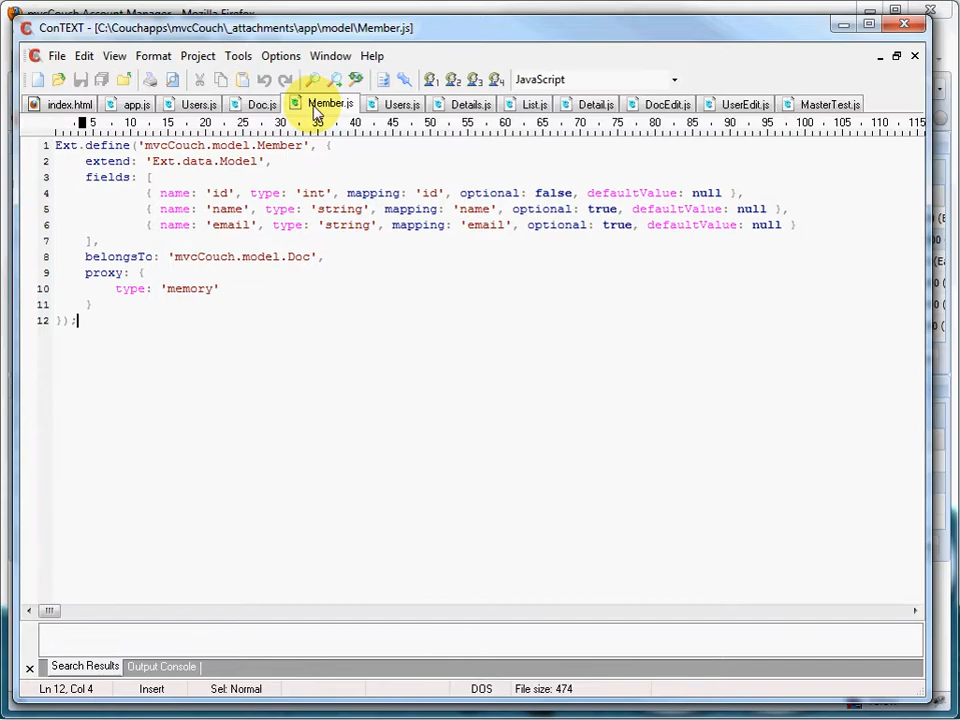 mvcCouch Account Manager - Mozilla Firefox
ConTEXT - [C:\Couchapps\mvcCouch\_attachments\app\model\Member.js]
File Edit View Format Project Tools Options Window Help
JavaScript
index.html app.js Users.js Doc.js Member.js Users.js Details.js List.js Detail.js DocEdit.js UserEdit.js MasterTest.js
5 10 15 20 25 30 35 40 45 50 55 60 65 70 75 80 85 90 95 100 105 110 115
1 Ext.define('mvcCouch.model.Member', {
2 extend: 'Ext.data.Model',
3 fields: [
4 { name: 'id', type: 'int', mapping: 'id', optional: false, defaultValue: null },
5 { name: 'name', type: 'string', mapping: 'name', optional: true, defaultValue: null },
6 { name: 'email', type: 'string', mapping: 'email', optional: true, defaultValue: null }
7 ],
8 belongsTo: 'mvcCouch.model.Doc',
9 proxy: {
10 type: 'memory'
11 }
12 });
Search Results Output Console
Ln 12, Col 4 Insert Sel: Normal DOS File size: 474